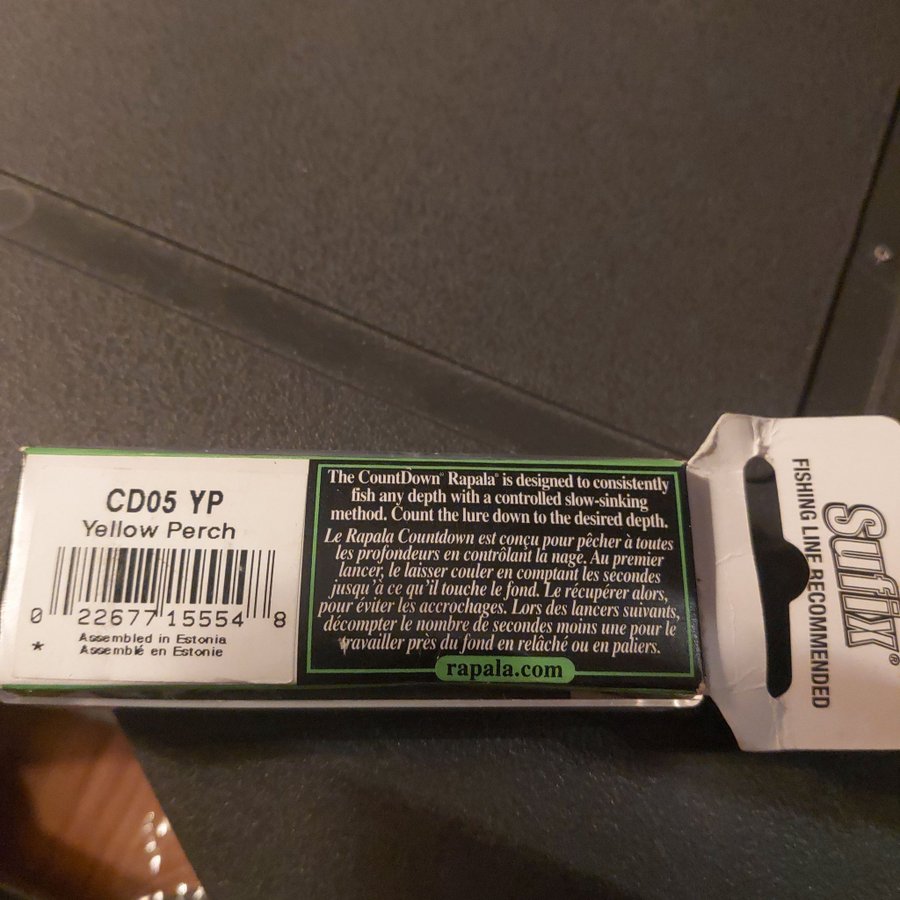 CD05 YP
Yellow Perch
0 22677 15554 8
* Assembled in Estonia
Assemblé en Estonie
The CountDown® Rapala® is designed to consistently
fish any depth with a controlled slow-sinking
method. Count the lure down to the desired depth.
Le Rapala Countdown est conçu pour pêcher à toutes
les profondeurs en contrôlant la nage. Au premier
lancer, le laisser couler en comptant les secondes
jusqu'à ce qu'il touche le fond. Le récupérer alors,
pour éviter les accrochages. Lors des lancers suivants,
décompter le nombre de secondes moins une pour le
travailler près du fond en relâché ou en paliers.
rapala.com
Sufix®
FISHING LINE RECOMMENDED